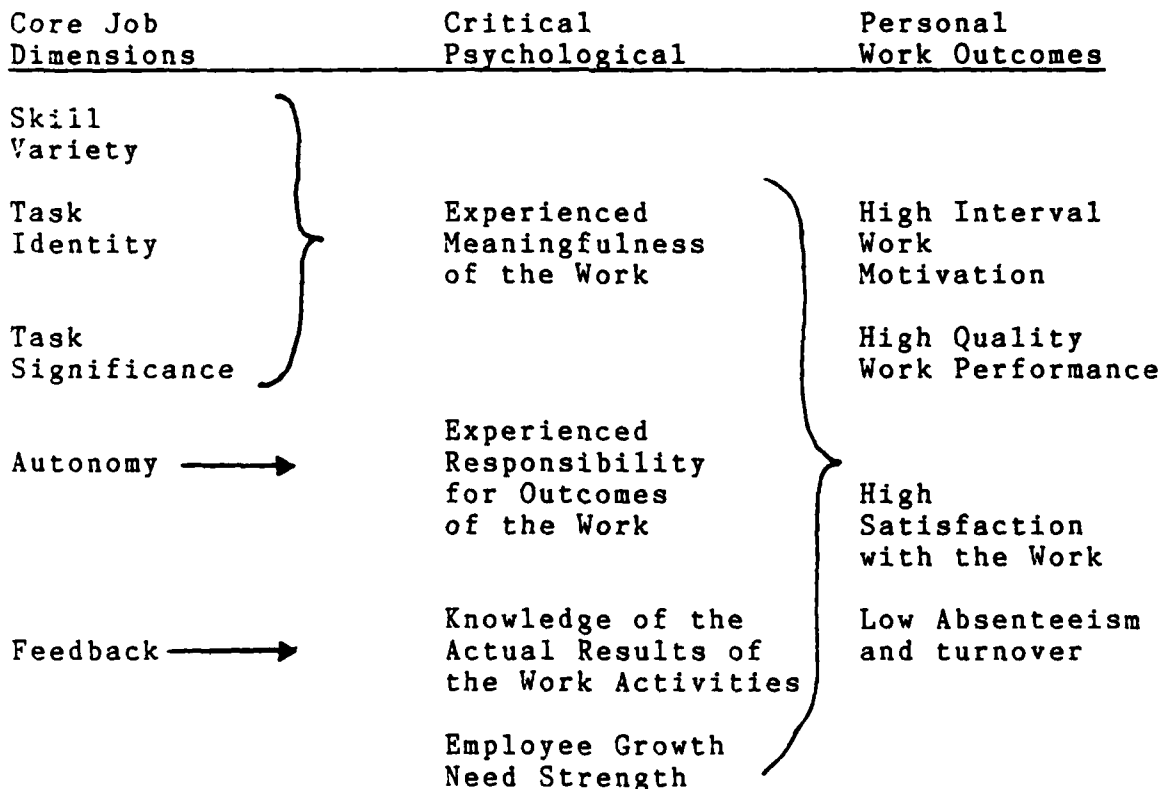 Core Job
Dimensions
Critical
Psychological
Personal
Work Outcomes
Skill
Variety
Task
Identity
Task
Significance
Autonomy
Feedback
Experienced
Meaningfulness
of the Work
Experienced
Responsibility
for Outcomes
of the Work
Knowledge of the
Actual Results of
the Work Activities
Employee Growth
Need Strength
High Interval
Work
Motivation
High Quality
Work Performance
High
Satisfaction
with the Work
Low Absenteeism
and turnover